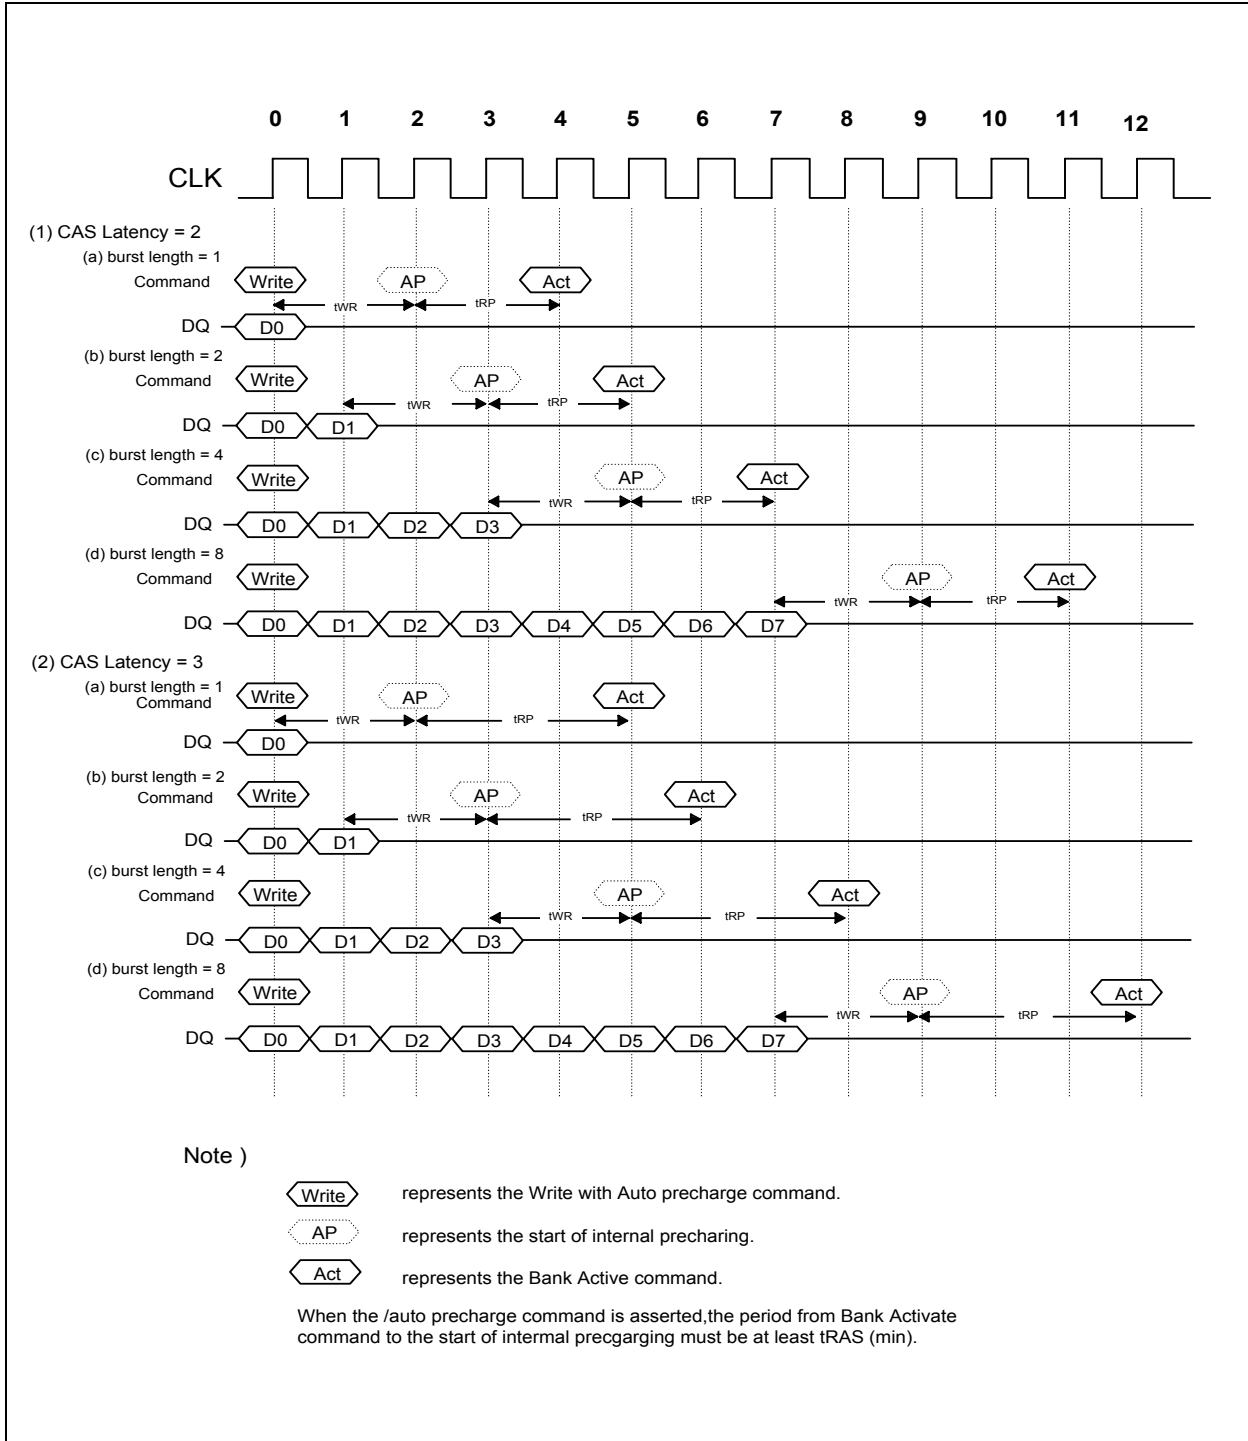 0 1 2 3 4 5 6 7 8 9 10 11 12
CLK
(1) CAS Latency = 2
(a) burst length = 1
Command Write AP Act
tWR tRP
DQ D0
(b) burst length = 2
Command Write AP Act
tWR tRP
DQ D0 D1
(c) burst length = 4
Command Write AP Act
tWR tRP
DQ D0 D1 D2 D3
(d) burst length = 8
Command Write AP Act
tWR tRP
DQ D0 D1 D2 D3 D4 D5 D6 D7
(2) CAS Latency = 3
(a) burst length = 1
Command Write AP Act
tWR tRP
DQ D0
(b) burst length = 2
Command Write AP Act
tWR tRP
DQ D0 D1
(c) burst length = 4
Command Write AP Act
tWR tRP
DQ D0 D1 D2 D3
(d) burst length = 8
Command Write AP Act
tWR tRP
DQ D0 D1 D2 D3 D4 D5 D6 D7
Note )
Write represents the Write with Auto precharge command.
AP represents the start of internal precharing.
Act represents the Bank Active command.
When the /auto precharge command is asserted,the period from Bank Activate
command to the start of intermal precgarging must be at least tRAS (min).